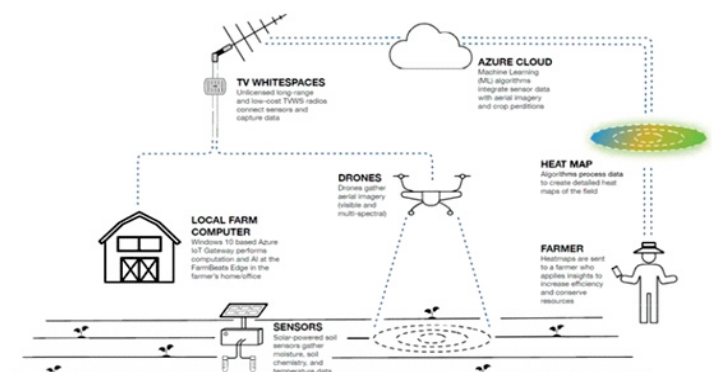 TV WHITESPACES
Unlicensed long-range
and low-cost TVWS radios
connect sensors and
capture data
AZURE CLOUD
Machine Learning
(ML) algorithms
integrate sensor data
with aerial imagery
and crop perditions
HEAT MAP
Algorithms process data
to create detailed heat
maps of the field
DRONES
Drones gather
aerial imagery
(visible and
multi-spectral)
LOCAL FARM
COMPUTER
Windows 10 based Azure
IoT Gateway performs
computation and AI at the
FarmBeats Edge in the
farmer's home/office
FARMER
Heatmaps are sent
to a farmer who
applies insights to
increase efficiency
and conserve
resources
SENSORS
Solar-powered soil
sensors gather
moisture, soil
chemistry, and
temperature data